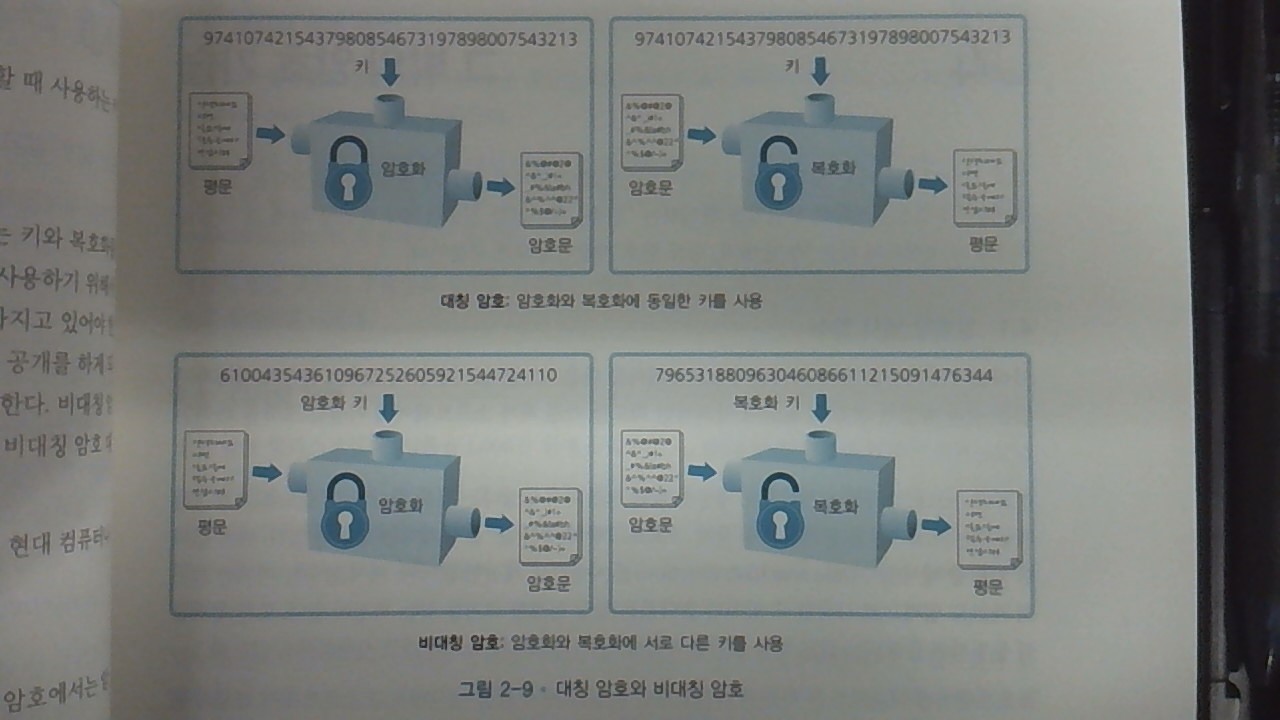 할 때 사용하는
는 키와 복호화
사용하기 위해
가지고 있어야
공개를 하게
한다. 비대칭
비대칭 암호
현대 컴퓨터
암호에서는
9741074215437980854673197898007543213
키
평문
암호화
암호문
9741074215437980854673197898007543213
키
암호문
복호화
평문
대칭 암호: 암호화와 복호화에 동일한 키를 사용
6100435436109672526059215447 24110
암호화 키
평문
암호화
암호문
796531880963046086611215091476344
복호화 키
암호문
복호화
평문
비대칭 암호: 암호화와 복호화에 서로 다른 키를 사용
그림 2-9 • 대칭 암호와 비대칭 암호